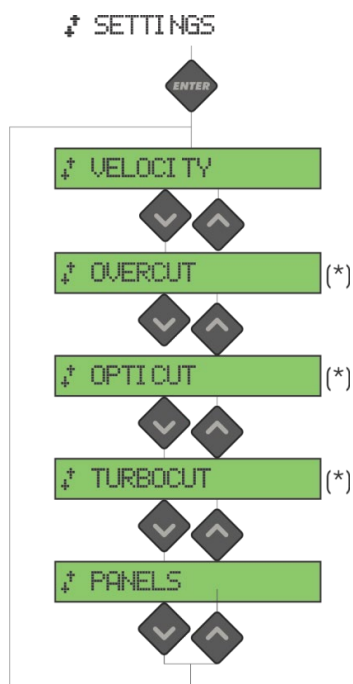 SETTINGS
ENTER
VELOCITY
OVERCUT (*)
OPTICUT (*)
TURBOCUT (*)
PANELS